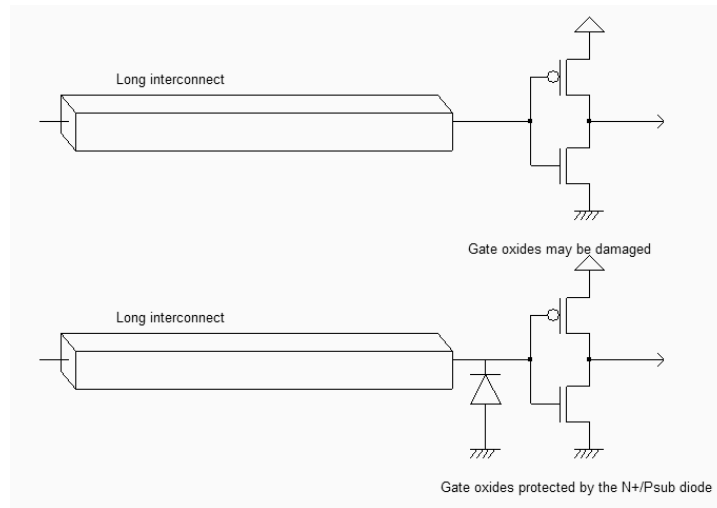 Long interconnect
Gate oxides may be damaged
Long interconnect
Gate oxides protected by the N+/Psub diode